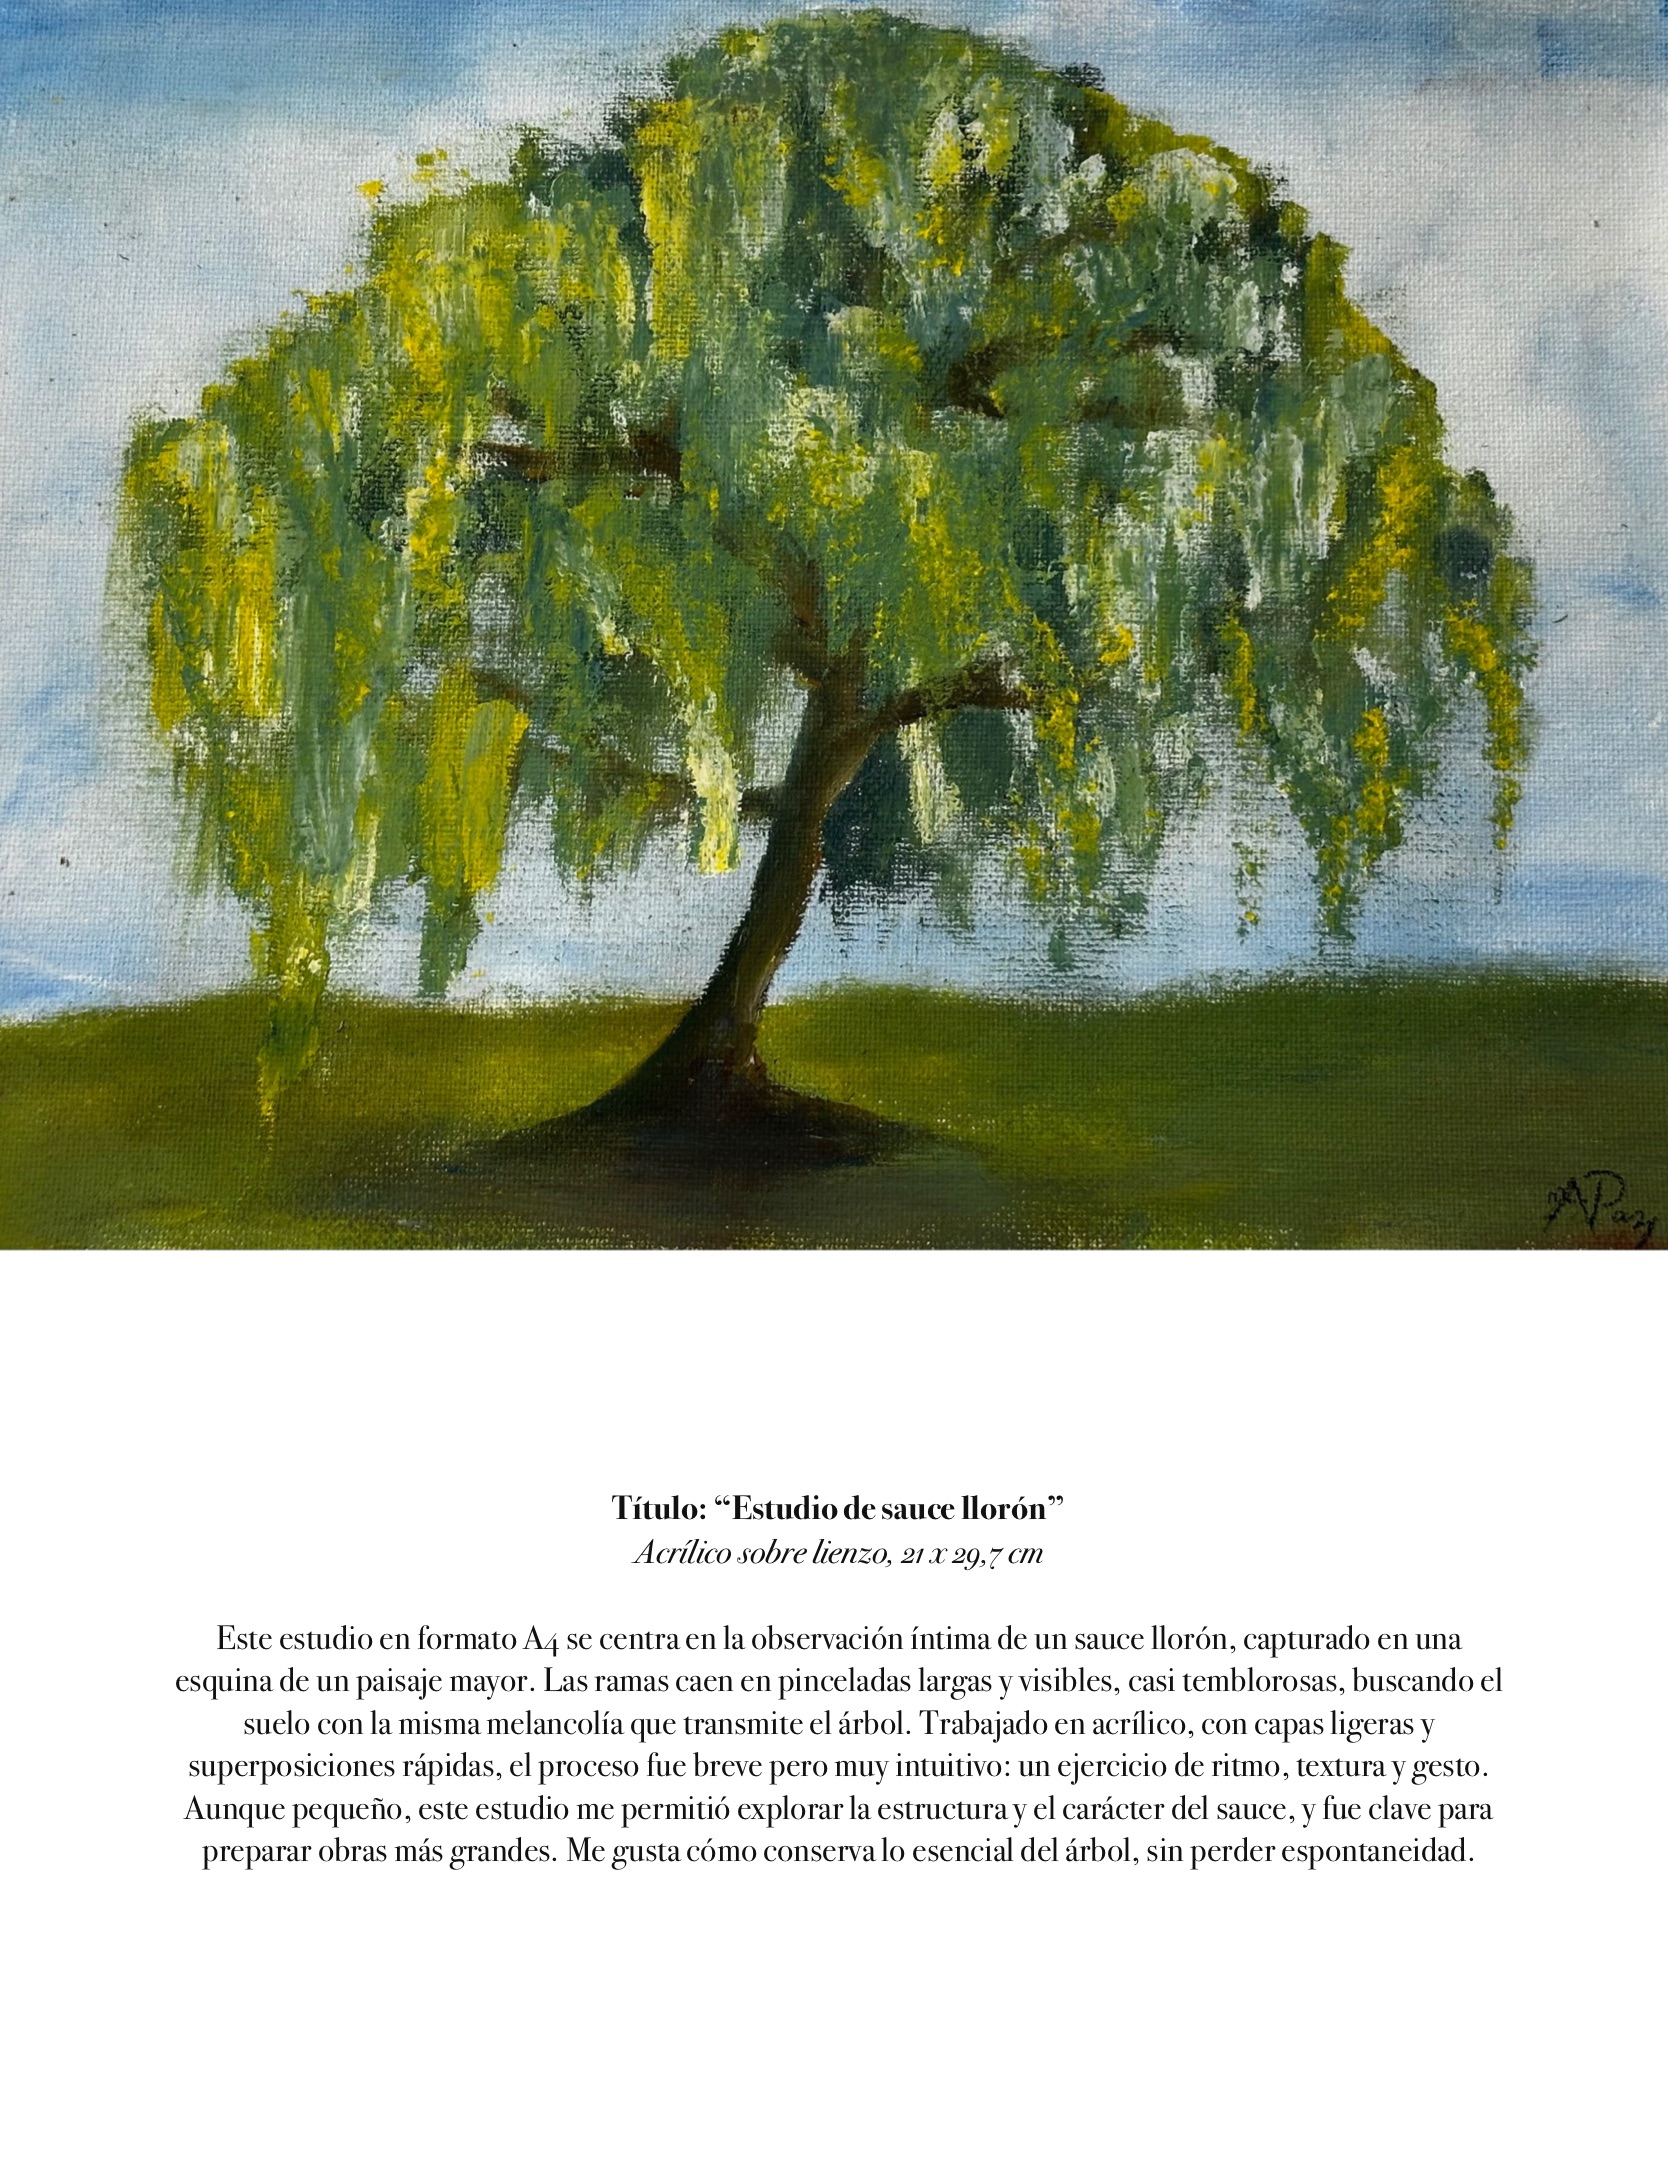 Título: “Estudio de sauce llorón”
Acrílico sobre lienzo, 21 x 29,7 cm
Este estudio en formato A4 se centra en la observación íntima de un sauce llorón, capturado en una
esquina de un paisaje mayor. Las ramas caen en pinceladas largas y visibles, casi temblorosas, buscando el
suelo con la misma melancolía que transmite el árbol. Trabajado en acrílico, con capas ligeras y
superposiciones rápidas, el proceso fue breve pero muy intuitivo: un ejercicio de ritmo, textura y gesto.
Aunque pequeño, este estudio me permitió explorar la estructura y el carácter del sauce, y fue clave para
preparar obras más grandes. Me gusta cómo conserva lo esencial del árbol, sin perder espontaneidad.